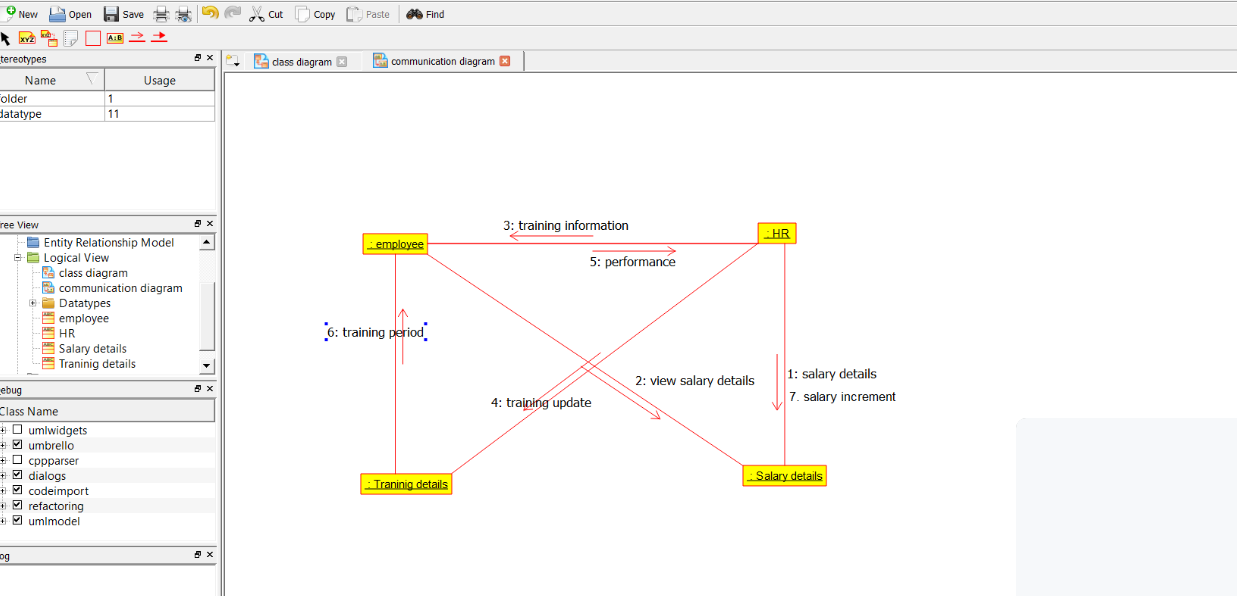 New Open Save Cut Copy Paste Find
XYZ A:B
tereotypes
Name Usage
folder 1
datatype 11
ree View
Entity Relationship Model
Logical View
class diagram
communication diagram
Datatypes
employee
HR
Salary details
Traninig details
ebug
Class Name
umlwidgets
umbrello
cppparser
dialogs
codeimport
refactoring
umlmodel
og
class diagram communication diagram
3: training information
: employee
: HR
5: performance
6: training period
2: view salary details
1: salary details
7. salary increment
4: training update
: Traninig details
: Salary details